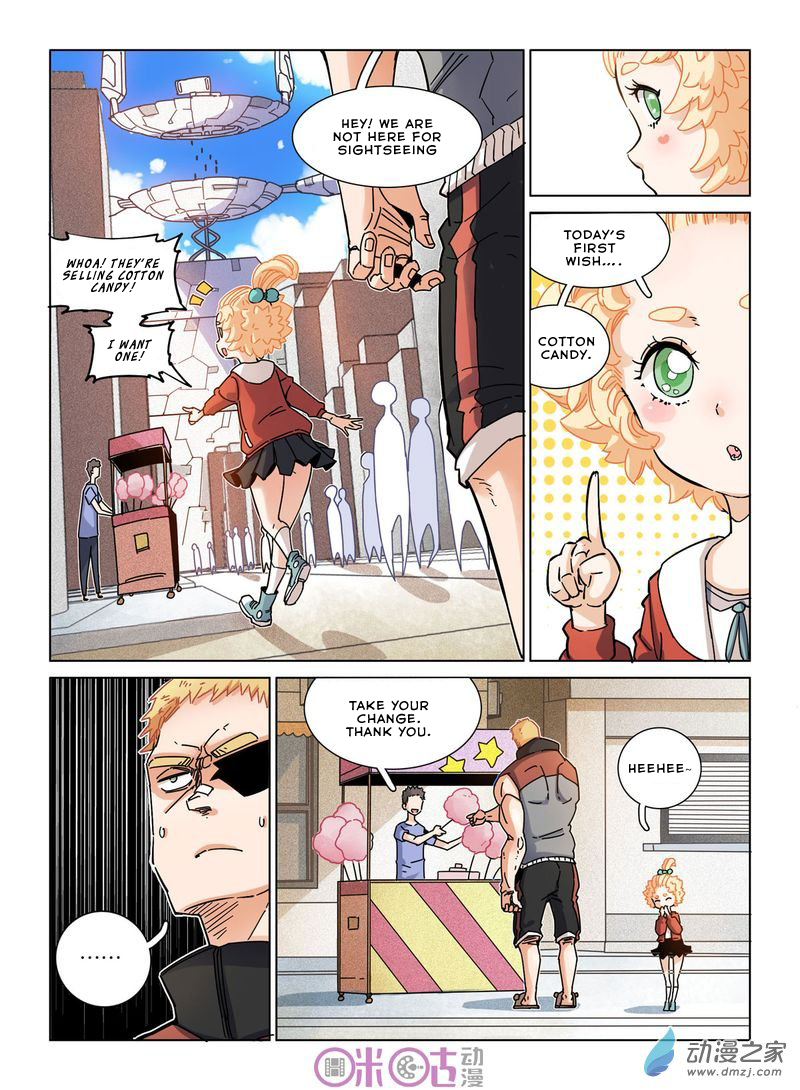 HEY! WE ARE
NOT HERE FOR
SIGHTSEEING
WHOA! THEY'RE
SELLING COTTON
CANDY!
I WANT
ONE!
TODAY'S
FIRST
WISH....
COTTON
CANDY.
......
TAKE YOUR
CHANGE.
THANK YOU.
HEEHEE~
咪咕动漫
动漫之家
www.dmzj.com